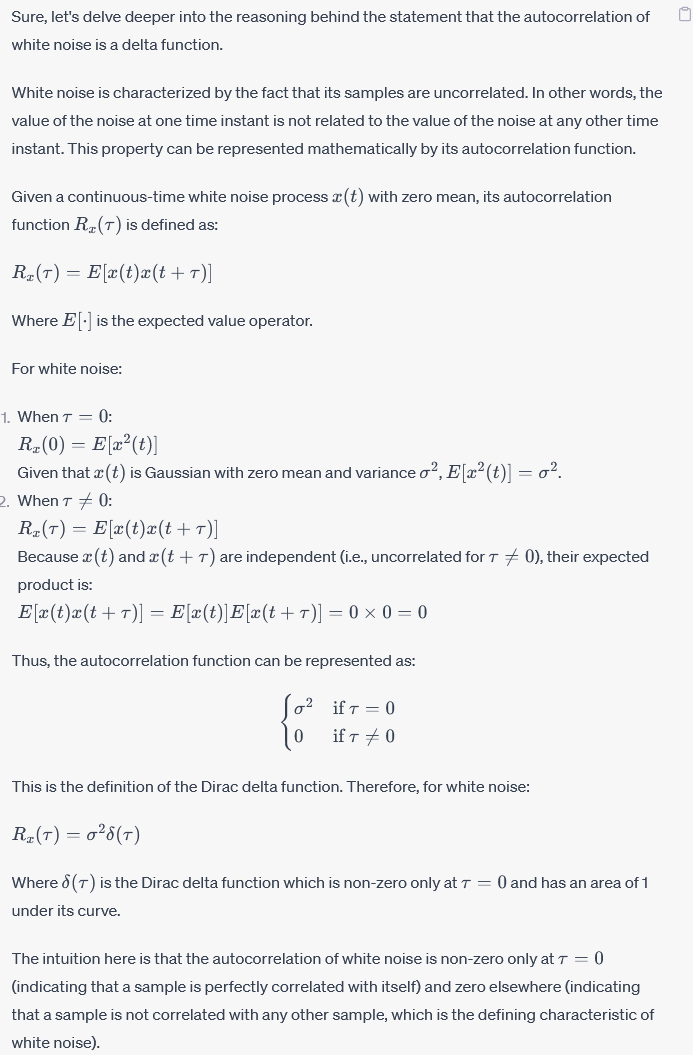 Sure, let's delve deeper into the reasoning behind the statement that the autocorrelation of
white noise is a delta function.
White noise is characterized by the fact that its samples are uncorrelated. In other words, the
value of the noise at one time instant is not related to the value of the noise at any other time
instant. This property can be represented mathematically by its autocorrelation function.
Given a continuous-time white noise process x(t) with zero mean, its autocorrelation
function Rₓ(τ) is defined as:
Rₓ(τ) = E[x(t)x(t + τ)]
Where E[·] is the expected value operator.
For white noise:
1. When τ = 0:
Rₓ(0) = E[x²(t)]
Given that x(t) is Gaussian with zero mean and variance σ², E[x²(t)] = σ².
2. When τ ≠ 0:
Rₓ(τ) = E[x(t)x(t + τ)]
Because x(t) and x(t + τ) are independent (i.e., uncorrelated for τ ≠ 0), their expected
product is:
E[x(t)x(t + τ)] = E[x(t)]E[x(t + τ)] = 0 × 0 = 0
Thus, the autocorrelation function can be represented as:
{ σ² if τ = 0
0 if τ ≠ 0
This is the definition of the Dirac delta function. Therefore, for white noise:
Rₓ(τ) = σ²δ(τ)
Where δ(τ) is the Dirac delta function which is non-zero only at τ = 0 and has an area of 1
under its curve.
The intuition here is that the autocorrelation of white noise is non-zero only at τ = 0
(indicating that a sample is perfectly correlated with itself) and zero elsewhere (indicating
that a sample is not correlated with any other sample, which is the defining characteristic of
white noise).